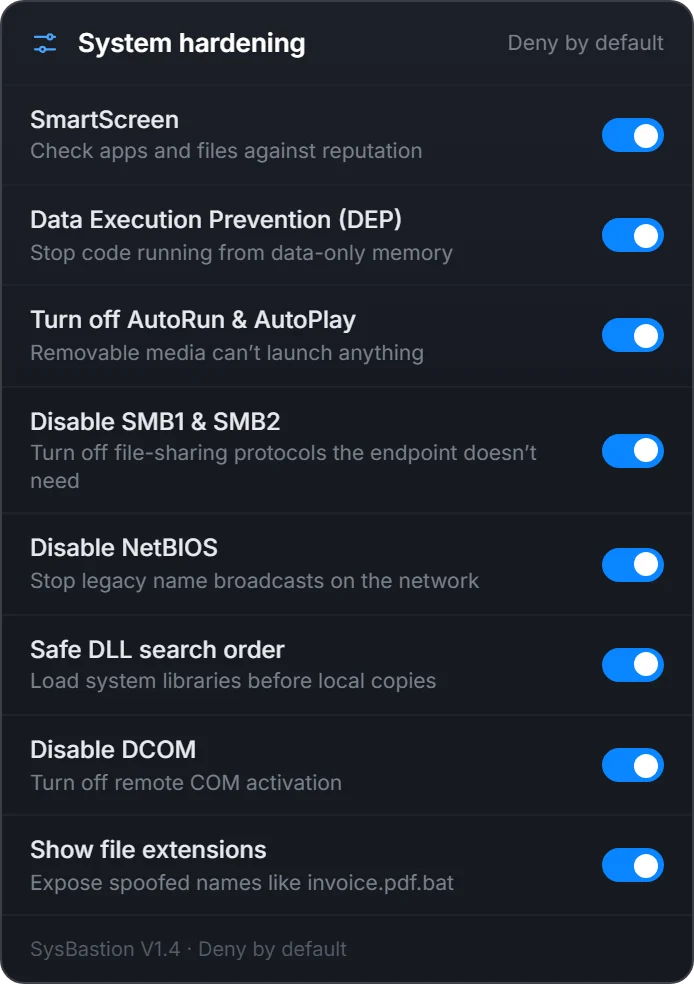 System hardening
Deny by default
SmartScreen
Check apps and files against reputation
Data Execution Prevention (DEP)
Stop code running from data-only memory
Turn off AutoRun & AutoPlay
Removable media can’t launch anything
Disable SMB1 & SMB2
Turn off file-sharing protocols the endpoint doesn’t
need
Disable NetBIOS
Stop legacy name broadcasts on the network
Safe DLL search order
Load system libraries before local copies
Disable DCOM
Turn off remote COM activation
Show file extensions
Expose spoofed names like invoice.pdf.bat
SysBastion V1.4 · Deny by default